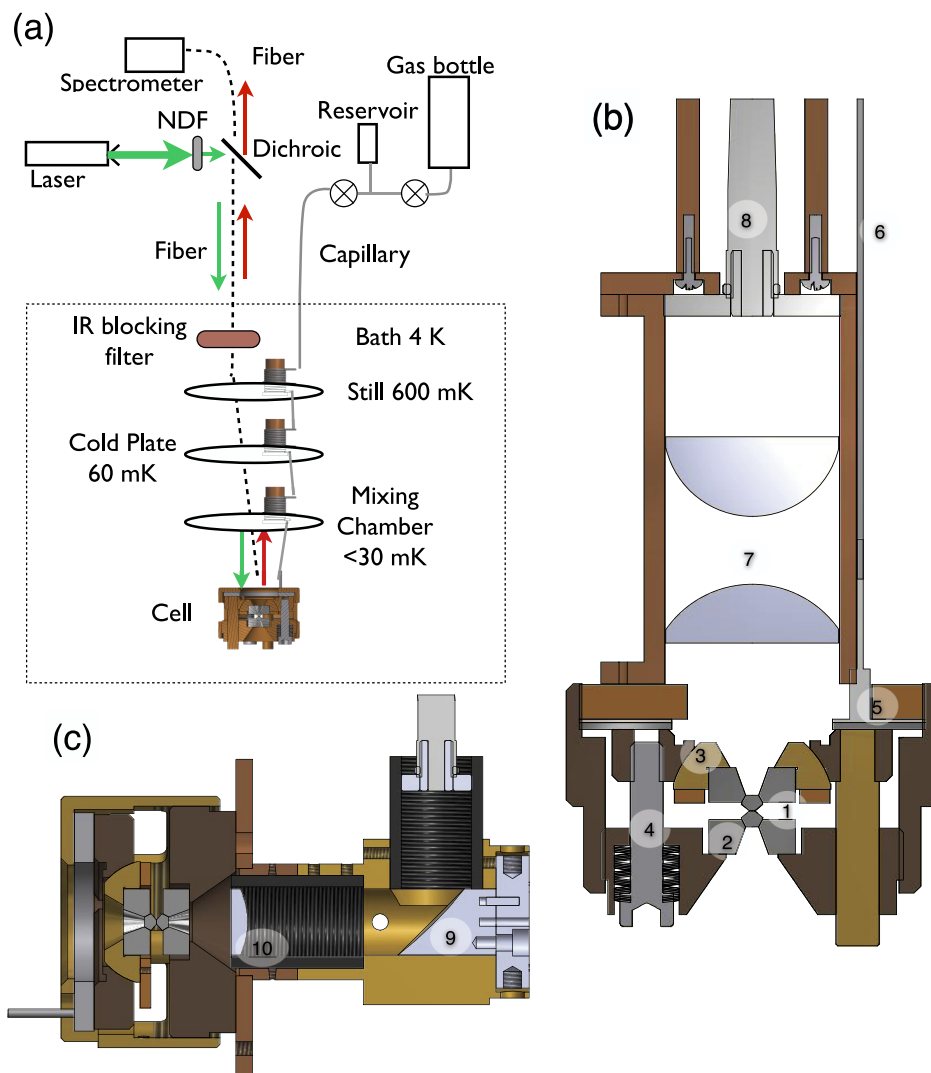 (a)
Spectrometer
Fiber
Gas bottle
Reservoir
NDF
Dichroic
Laser
Fiber
Capillary
IR blocking
filter
Bath 4 K
Still 600 mK
Cold Plate
60 mK
Mixing
Chamber
<30 mK
Cell
(b)
8
6
7
5
3
1
4
2
(c)
9
10